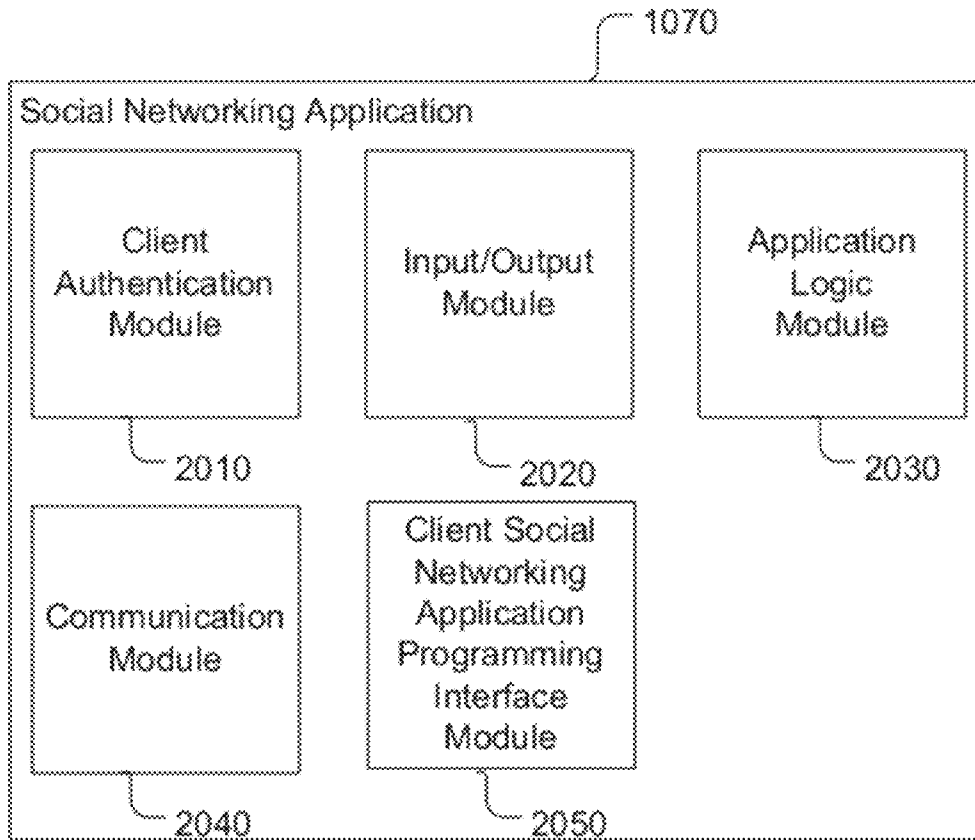 1070
Social Networking Application
Client
Authentication
Module
2010
Input/Output
Module
2020
Application
Logic
Module
2030
Communication
Module
2040
Client Social
Networking
Application
Programming
Interface
Module
2050